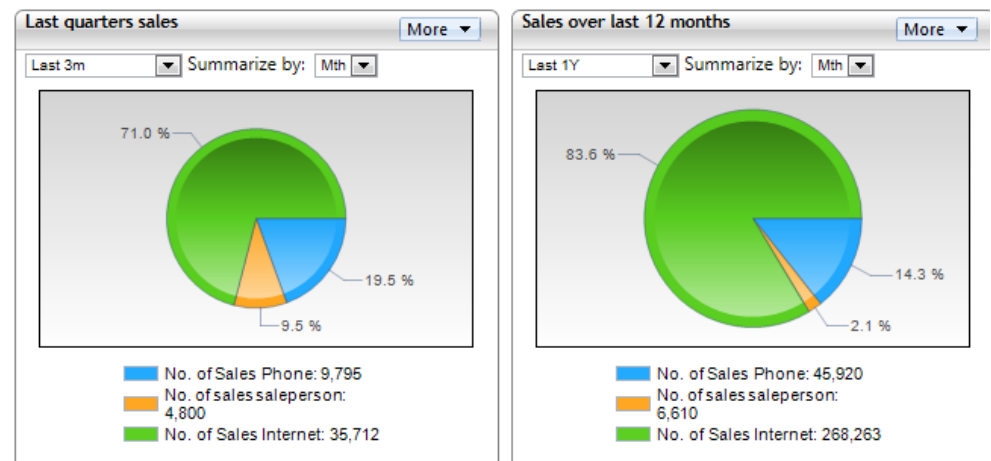 Last quarters sales
More
Last 3m
Summarize by:
Mth
71.0 %
19.5 %
9.5 %
No. of Sales Phone: 9,795
No. of sales saleperson:
4,800
No. of Sales Internet: 35,712
Sales over last 12 months
More
Last 1Y
Summarize by:
Mth
83.6 %
14.3 %
2.1 %
No. of Sales Phone: 45,920
No. of sales saleperson:
6,610
No. of Sales Internet: 268,263